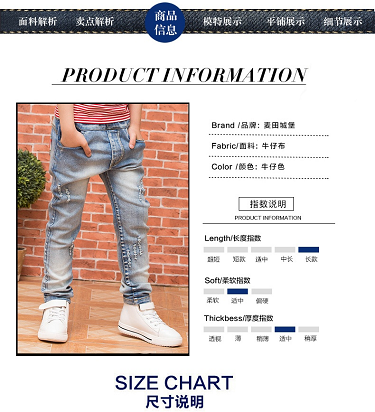 面料解析 卖点解析 商品信息 模特展示 平铺展示 细节展示
PRODUCT INFORMATION
Brand /品牌: 麦田城堡
Fabric/面料: 牛仔布
Color /颜色: 牛仔色
指数说明
PRODUCT INFORMATION
Length/长度指数
超短 短款 适中 中长 长款
Soft/柔软指数
柔软 适中 偏硬
Thickbess/厚度指数
透视 薄 稍薄 适中 稍厚
SIZE CHART
尺寸说明